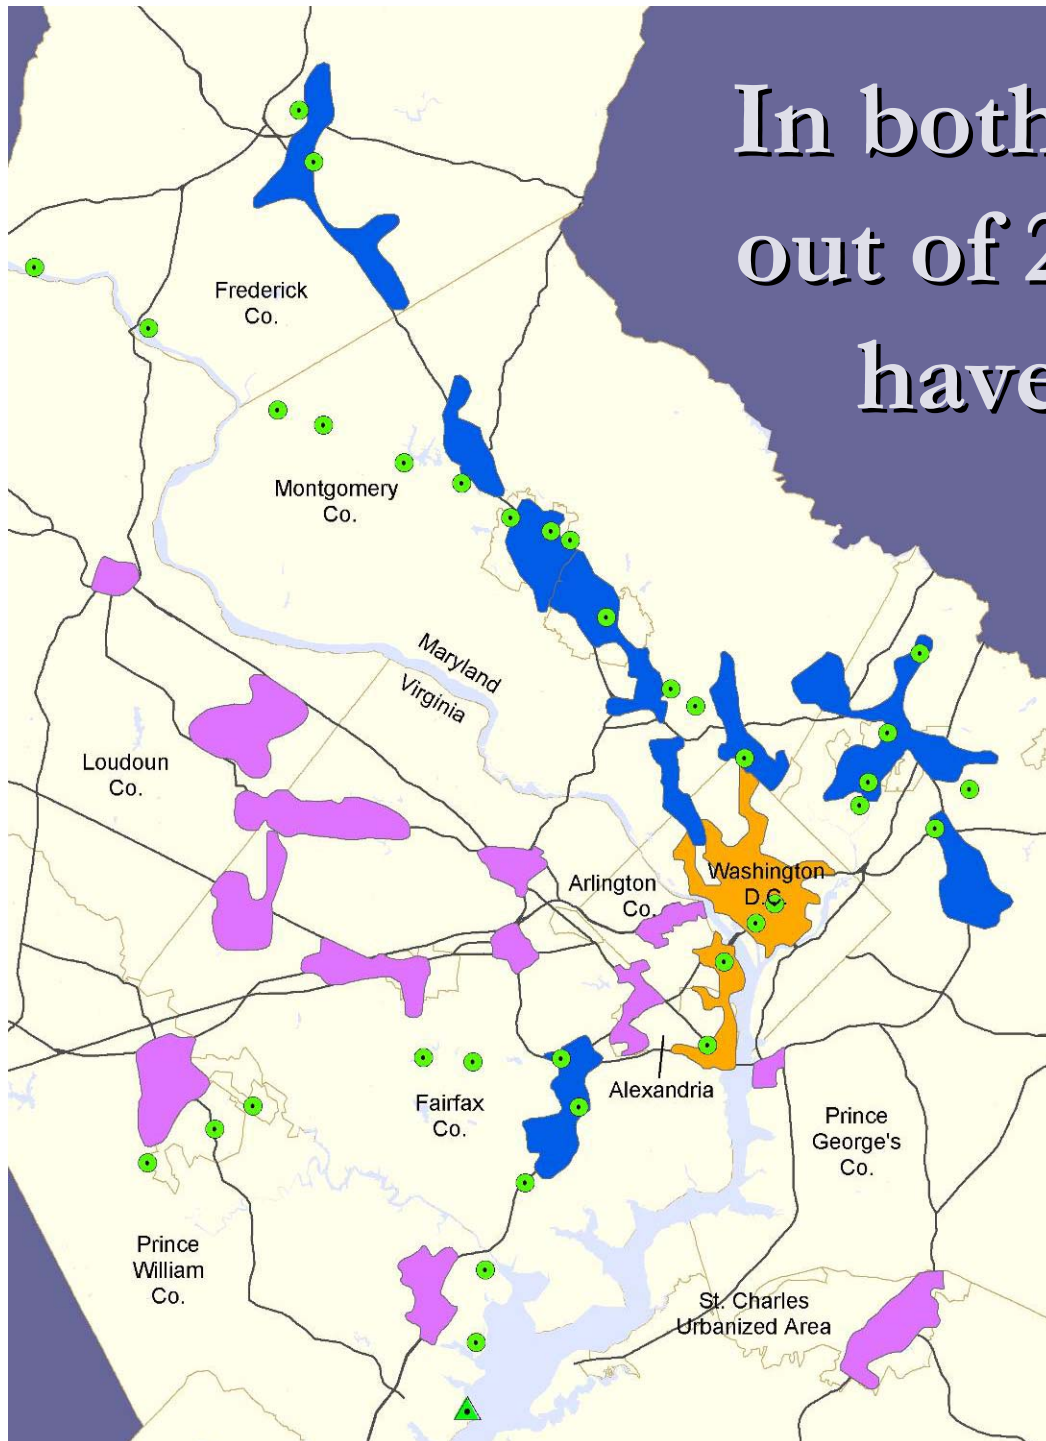 In both
out of 2
have
Frederick
Co.
Montgomery
Co.
Maryland
Virginia
Loudoun
Co.
Washington
D.C.
Arlington
Co.
Alexandria
Fairfax
Co.
Prince
George's
Co.
Prince
William
Co.
St. Charles
Urbanized Area